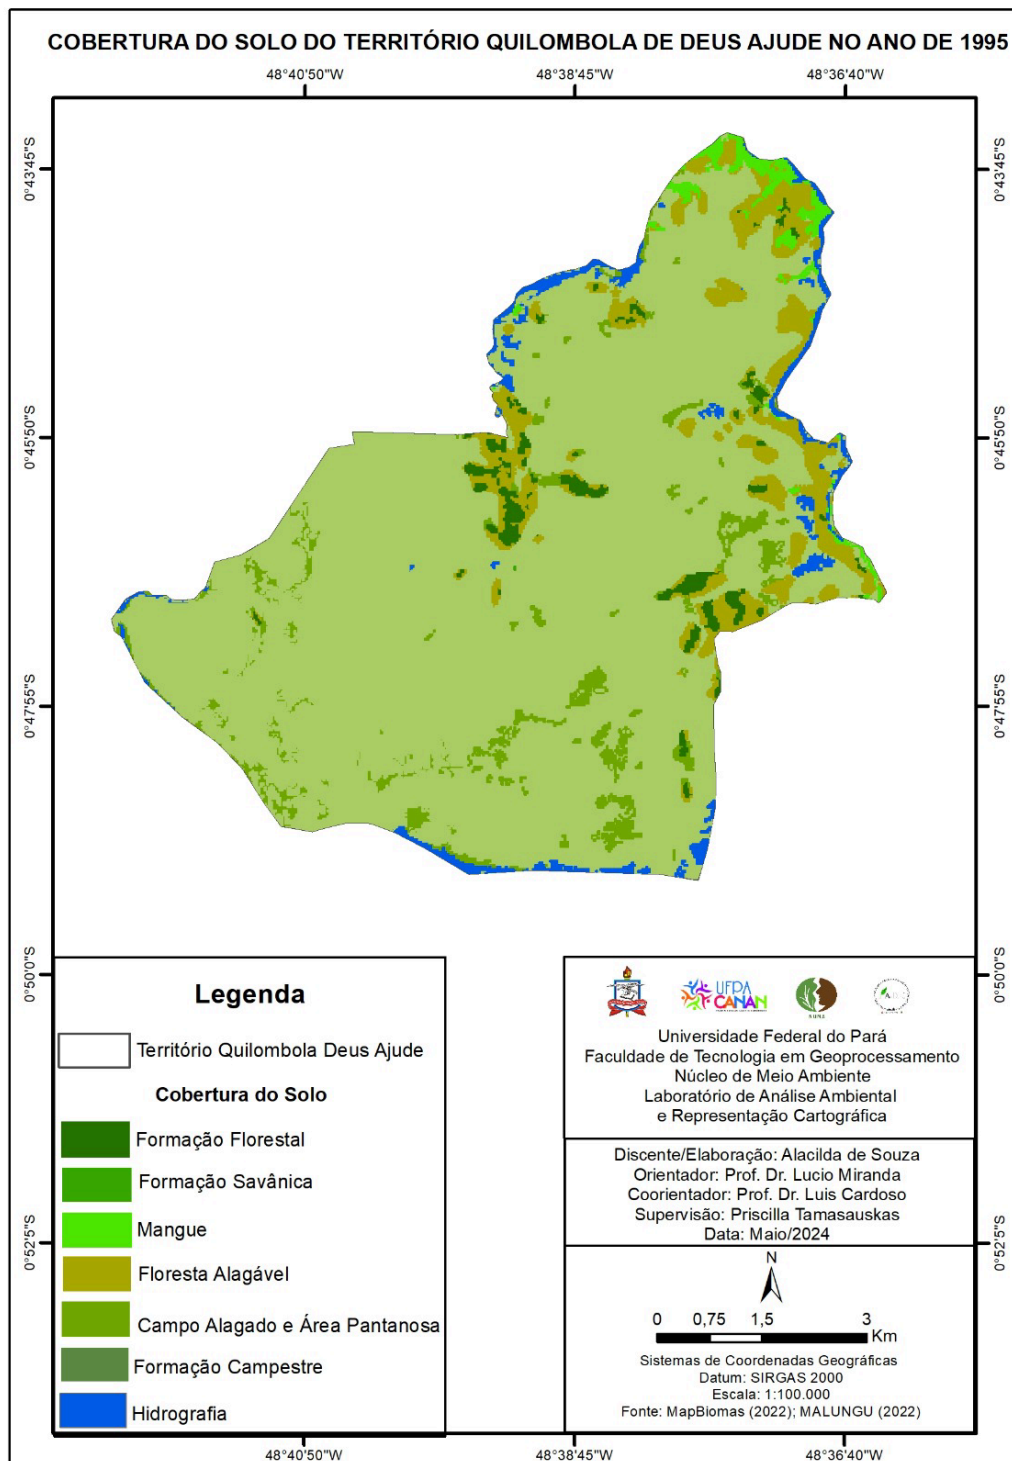 COBERTURA DO SOLO DO TERRITÓRIO QUILOMBOLA DE DEUS AJUDE NO ANO DE 1995
48°40'50"W
48°38'45"W
48°36'40"W
0°43'45"S
0°43'45"S
0°45'50"S
0°45'50"S
0°47'55"S
0°47'55"S
0°50'0"S
0°50'0"S
0°52'5"S
0°52'5"S
Legenda
Território Quilombola Deus Ajude
Cobertura do Solo
Formação Florestal
Formação Savânica
Mangue
Floresta Alagável
Campo Alagado e Área Pantanosa
Formação Campestre
Hidrografia
UFPA
CANAN
Universidade Federal do Pará
Faculdade de Tecnologia em Geoprocessamento
Núcleo de Meio Ambiente
Laboratório de Análise Ambiental
e Representação Cartográfica
Discente/Elaboração: Alacilda de Souza
Orientador: Prof. Dr. Lucio Miranda
Coorientador: Prof. Dr. Luis Cardoso
Supervisão: Priscilla Tamasauskas
Data: Maio/2024
N
0 0,75 1,5 3
Km
Sistemas de Coordenadas Geográficas
Datum: SIRGAS 2000
Escala: 1:100.000
Fonte: MapBiomas (2022); MALUNGU (2022)
48°40'50"W
48°38'45"W
48°36'40"W